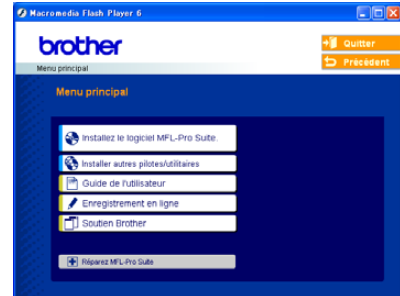 Macromedia Flash Player 6
brother
Quitter
Menu principal
Précédent
Menu principal
Installez le logiciel MFL-Pro Suite.
Installer autres pilotes/utilitaires
Guide de l'utilisateur
Enregistrement en ligne
Soutien Brother
Réparez MFL-Pro Suite